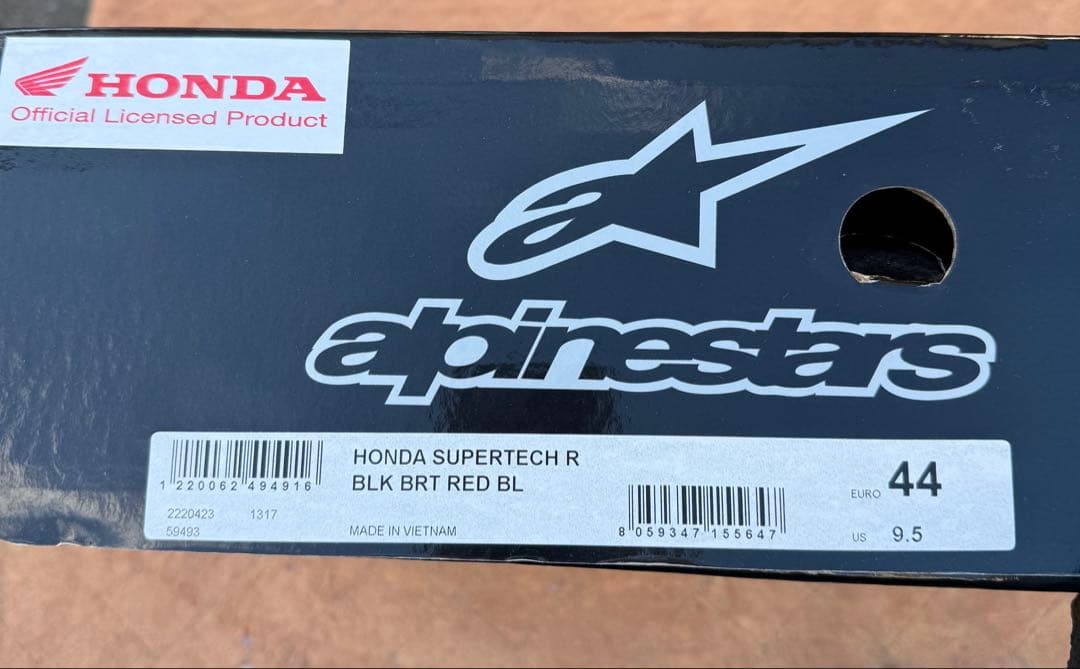 HONDA
Official Licensed Product
a
alpinestars
1 220062 494916
HONDA SUPERTECH R
BLK BRT RED BL
2220423 1317
59493
MADE IN VIETNAM
8 059347 155647
EURO 44
US 9.5